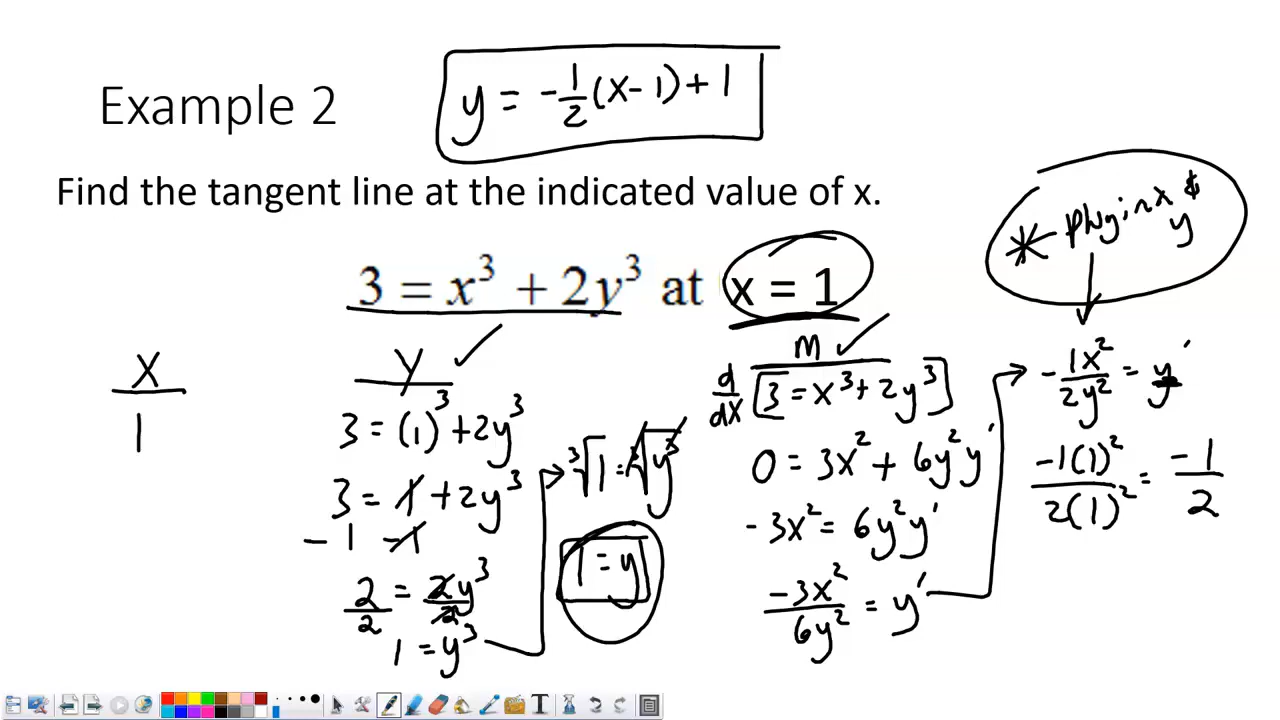 Example 2
y = -1/2 (x - 1) + 1
Find the tangent line at the indicated value of x.
* Plug in x & y
3 = x³ + 2y³ at x = 1
x
1
y ✓
3 = (1)³ + 2y³
3 = 1 + 2y³
-1 -1
2/2 = 2y³/2
1 = y³
³√1 = ³√y³
1 = y
m ✓
d/dx [3 = x³ + 2y³]
0 = 3x² + 6y²y'
-3x² = 6y²y'
-3x²/6y² = y'
-1x²/2y² = y'
-1(1)²/2(1)² = -1/2